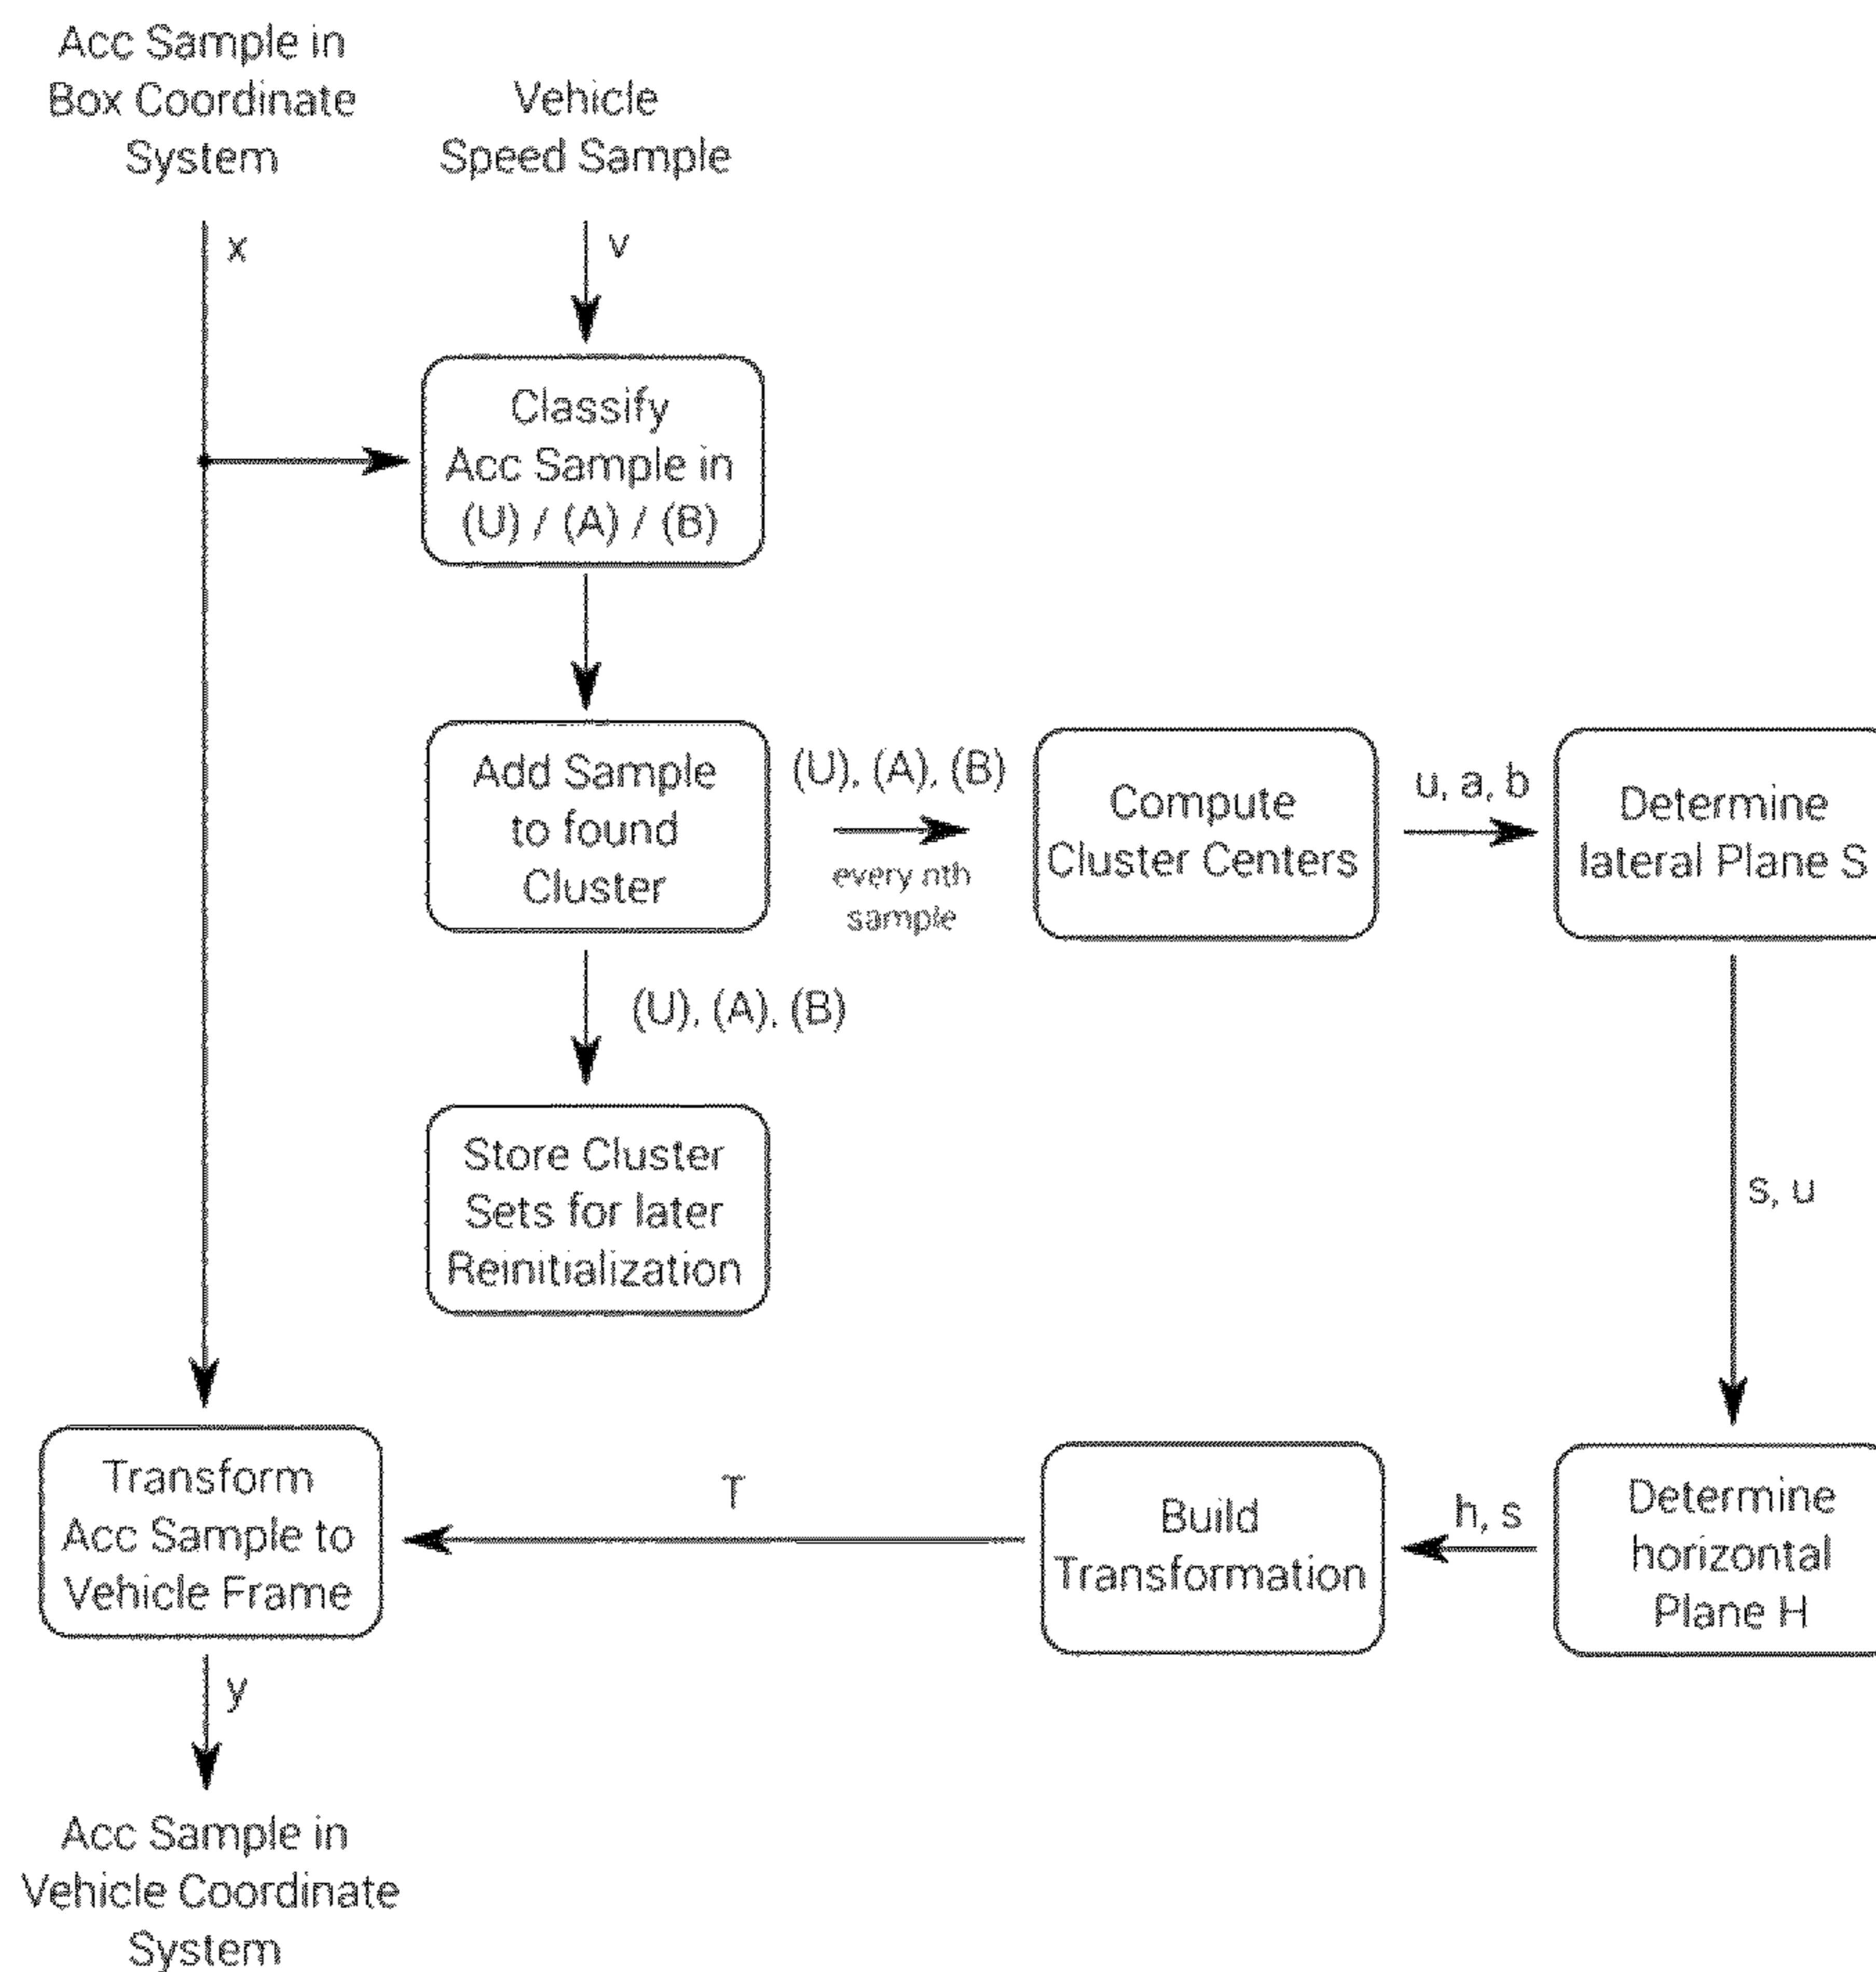 Acc Sample in
Box Coordinate
System
Vehicle
Speed Sample
x
v
Classify
Acc Sample in
(U) / (A) / (B)
Add Sample
to found
Cluster
(U), (A), (B)
every nth
sample
Compute
Cluster Centers
u, a, b
Determine
lateral Plane S
(U), (A), (B)
Store Cluster
Sets for later
Reinitialization
s, u
Transform
Acc Sample to
Vehicle Frame
T
Build
Transformation
h, s
Determine
horizontal
Plane H
y
Acc Sample in
Vehicle Coordinate
System